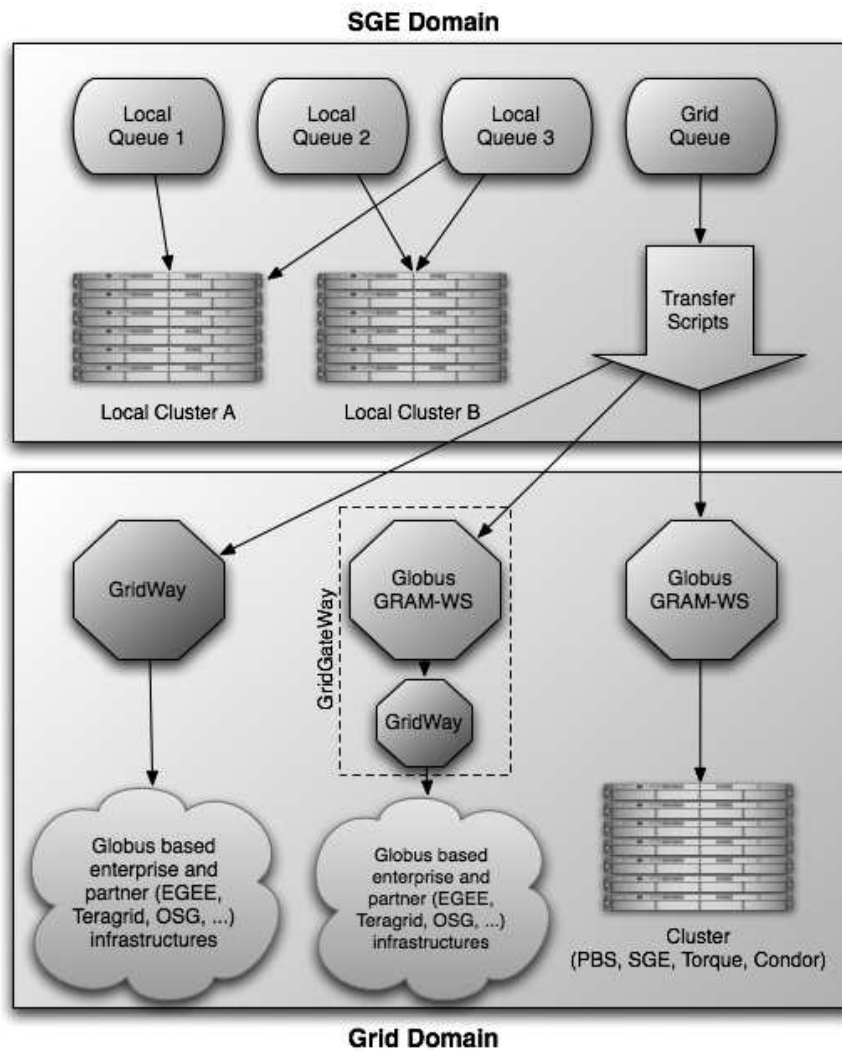 SGE Domain
Local
Queue 1
Local
Queue 2
Local
Queue 3
Grid
Queue
Transfer
Scripts
Local Cluster A
Local Cluster B
GridWay
GridGateWay
Globus
GRAM-WS
GridWay
Globus
GRAM-WS
Globus based
enterprise and
partner (EGEE,
Teragrid, OSG, ...)
infrastructures
Globus based
enterprise and
partner (EGEE,
Teragrid, OSG, ...)
infrastructures
Cluster
(PBS, SGE, Torque, Condor)
Grid Domain